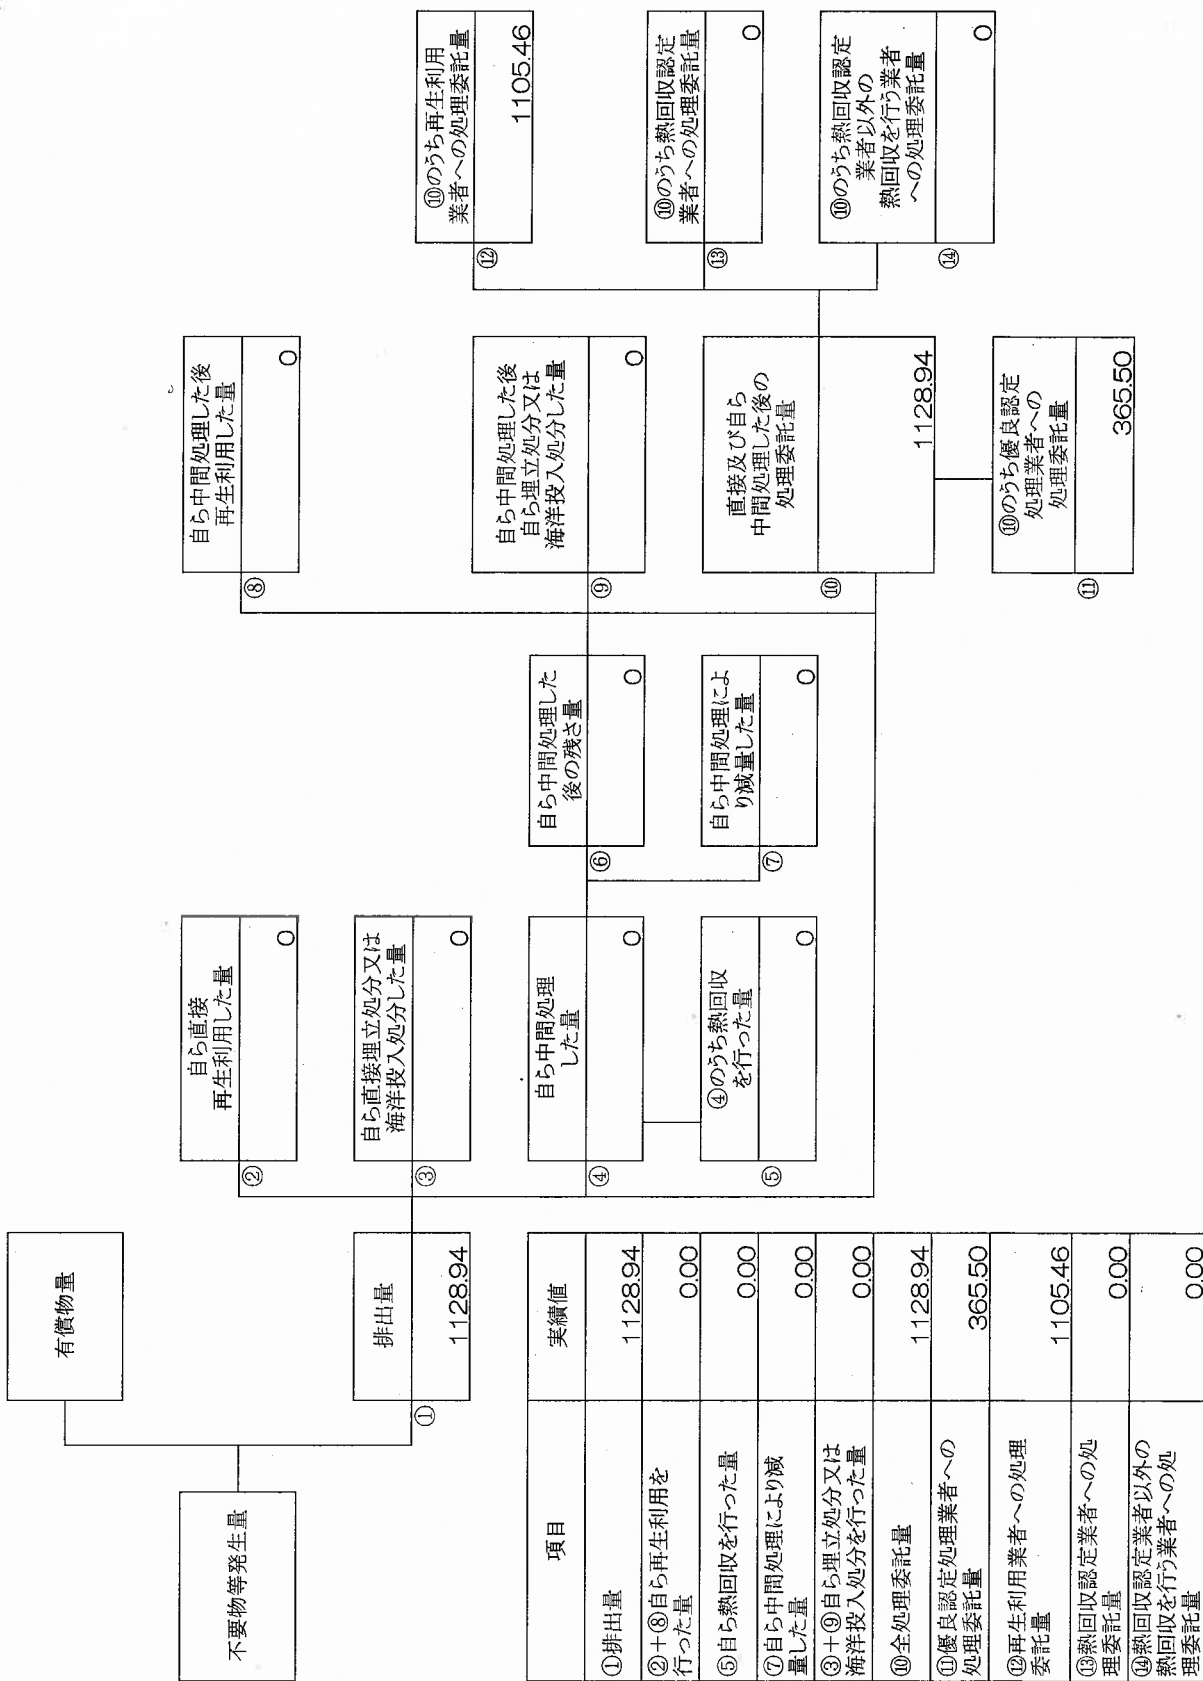 不要物等発生量
有償物量
排出量
① 1128.94
自ら直接
再生利用した量
② 0
自ら直接埋立処分又は
海洋投入処分した量
③ 0
自ら中間処理
した量
④ 0
④のうち熱回収
を行った量
⑤ 0
自ら中間処理した
後の残さ量
⑥ 0
自ら中間処理によ
り減量した量
⑦ 0
自ら中間処理した後
再生利用した量
⑧ 0
自ら中間処理した後
自ら埋立処分又は
海洋投入処分した量
⑨ 0
直接及び自ら
中間処理した後の
処理委託量
⑩ 1128.94
⑩のうち優良認定
処理業者への
処理委託量
⑪ 365.50
⑩のうち再生利用
業者への処理委託量
⑫ 1105.46
⑩のうち熱回収認定
業者への処理委託量
⑬ 0
⑩のうち熱回収認定
業者以外の
熱回収を行う業者
への処理委託量
⑭ 0
項目 実績値
①排出量 1128.94
②+⑧自ら再生利用を
行った量 0.00
⑤自ら熱回収を行った量 0.00
⑦自ら中間処理により減
量した量 0.00
③+⑨自ら埋立処分又は
海洋投入処分を行った量 0.00
⑩全処理委託量 1128.94
⑪優良認定処理業者への
処理委託量 365.50
⑫再生利用業者への処理
委託量 1105.46
⑬熱回収認定業者への処
理委託量 0.00
⑭熱回収認定業者以外の
熱回収を行う業者への処
理委託量 0.00